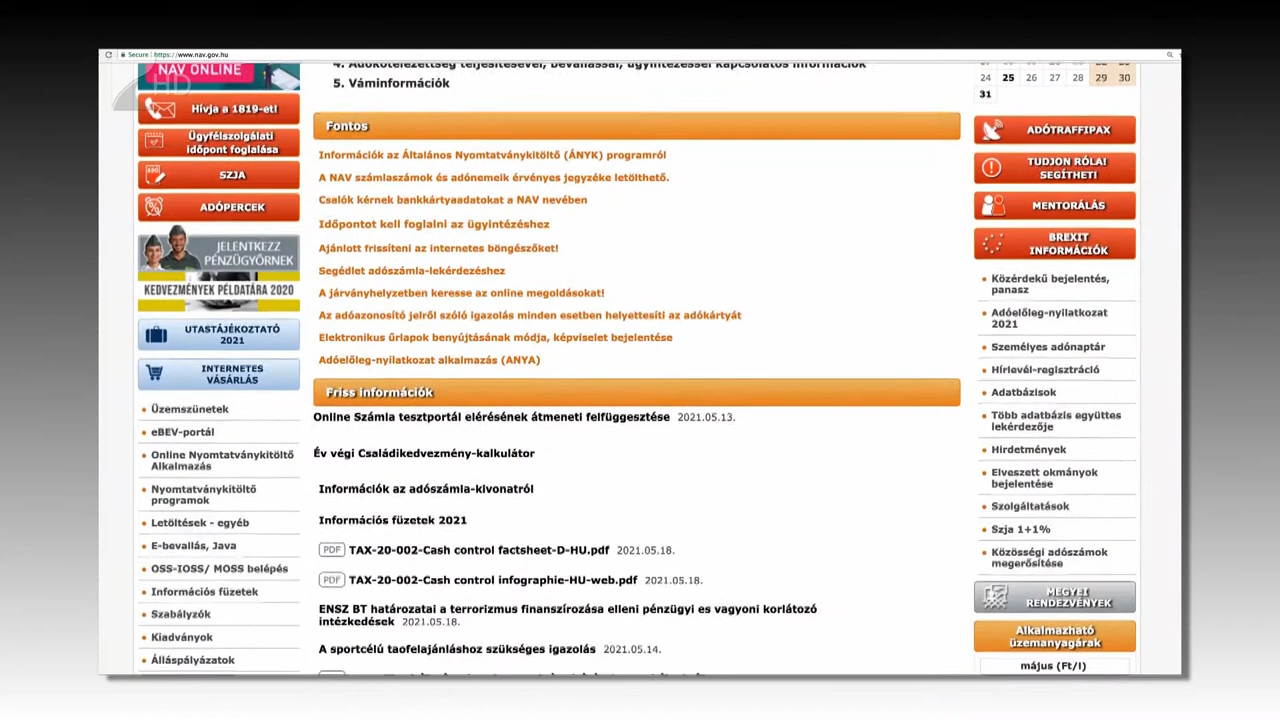 Secure https://www.nav.gov.hu
NAV ONLINE
HD
Hívja a 1819-et!
Ügyfélszolgálati
időpont foglalása
SZJA
ADÓPERCEK
JELENTKEZZ
PÉNZÜGYŐRNEK
KEDVEZMÉNYEK PÉLDATÁRA 2020
UTASTÁJÉKOZTATÓ
2021
INTERNETES
VÁSÁRLÁS
Üzemszünetek
eBEV-portál
Online Nyomtatványkitöltő
Alkalmazás
Nyomtatványkitöltő
programok
Letöltések - egyéb
E-bevallás, Java
OSS-IOSS/ MOSS belépés
Információs füzetek
Szabályzók
Kiadványok
Álláspályázatok
4. Adókötelezettség teljesítésével, bevallással, ügyintézéssel kapcsolatos információk
5. Váminformációk
Fontos
Információk az Általános Nyomtatványkitöltő (ÁNYK) programról
A NAV számlaszámok és adónemeik érvényes jegyzéke letölthető.
Csalók kérnek bankkártyaadatokat a NAV nevében
Időpontot kell foglalni az ügyintézéshez
Ajánlott frissíteni az internetes böngészőket!
Segédlet adószámla-lekérdezéshez
A járványhelyzetben keresse az online megoldásokat!
Az adóazonosító jelről szóló igazolás minden esetben helyettesíti az adókártyát
Elektronikus űrlapok benyújtásának módja, képviselet bejelentése
Adóelőleg-nyilatkozat alkalmazás (ANYA)
Friss információk
Online Számla tesztportál elérésének átmeneti felfüggesztése 2021.05.13.
Év végi Családikedvezmény-kalkulátor
Információk az adószámla-kivonatról
Információs füzetek 2021
PDF TAX-20-002-Cash control factsheet-D-HU.pdf 2021.05.18.
PDF TAX-20-002-Cash control infographie-HU-web.pdf 2021.05.18.
ENSZ BT határozatai a terrorizmus finanszírozása elleni pénzügyi es vagyoni korlátozó
intézkedések 2021.05.18.
A sportcélú taofelajánláshoz szükséges igazolás 2021.05.14.
24 25 26 27 28 29 30
31
ADÓTRAFFIPAX
TUDJON RÓLA!
SEGÍTHET!
MENTORÁLÁS
BREXIT
INFORMÁCIÓK
Közérdekű bejelentés,
panasz
Adóelőleg-nyilatkozat
2021
Személyes adónaptár
Hírlevél-regisztráció
Adatbázisok
Több adatbázis együttes
lekérdezője
Hirdetmények
Elveszett okmányok
bejelentése
Szolgáltatások
Szja 1+1%
Közösségi adószámok
megerősítése
MEGYEI
RENDEZVÉNYEK
Alkalmazható
üzemanyagárak
május (Ft/l)